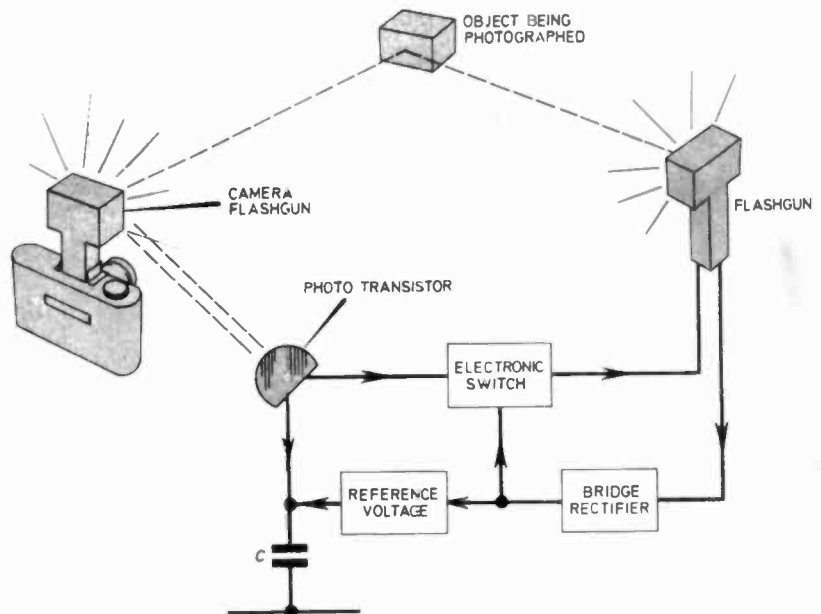 OBJECT BEING
PHOTOGRAPHED
CAMERA
FLASHGUN
FLASHGUN
PHOTO TRANSISTOR
ELECTRONIC
SWITCH
REFERENCE
VOLTAGE
BRIDGE
RECTIFIER
C